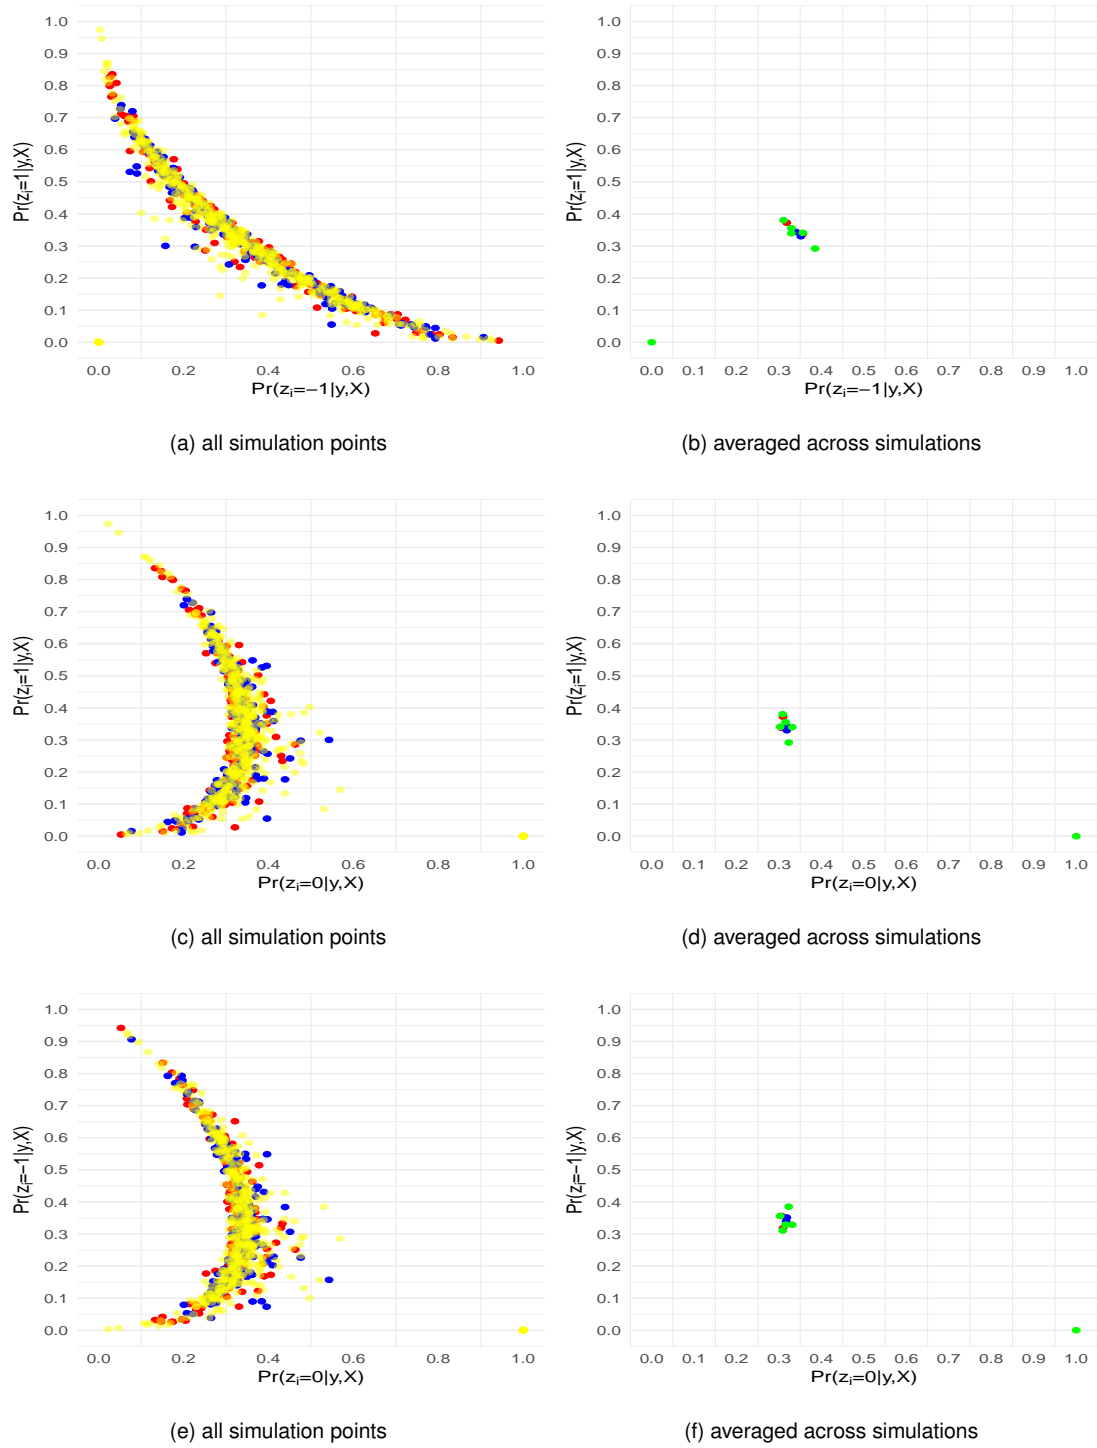 1.0
0.9
0.8
0.7
0.6
0.5
0.4
0.3
0.2
0.1
0.0
Pr(zi=1|y,X)
0.0 0.2 0.4 0.6 0.8 1.0
Pr(zi=−1|y,X)
(a) all simulation points
1.0
0.9
0.8
0.7
0.6
0.5
0.4
0.3
0.2
0.1
0.0
Pr(zi=1|y,X)
0.0 0.1 0.2 0.3 0.4 0.5 0.6 0.7 0.8 0.9 1.0
Pr(zi=−1|y,X)
(b) averaged across simulations
1.0
0.9
0.8
0.7
0.6
0.5
0.4
0.3
0.2
0.1
0.0
Pr(zi=1|y,X)
0.0 0.2 0.4 0.6 0.8 1.0
Pr(zi=0|y,X)
(c) all simulation points
1.0
0.9
0.8
0.7
0.6
0.5
0.4
0.3
0.2
0.1
0.0
Pr(zi=1|y,X)
0.0 0.1 0.2 0.3 0.4 0.5 0.6 0.7 0.8 0.9 1.0
Pr(zi=0|y,X)
(d) averaged across simulations
1.0
0.9
0.8
0.7
0.6
0.5
0.4
0.3
0.2
0.1
0.0
Pr(zi=−1|y,X)
0.0 0.2 0.4 0.6 0.8 1.0
Pr(zi=0|y,X)
(e) all simulation points
1.0
0.9
0.8
0.7
0.6
0.5
0.4
0.3
0.2
0.1
0.0
Pr(zi=−1|y,X)
0.0 0.1 0.2 0.3 0.4 0.5 0.6 0.7 0.8 0.9 1.0
Pr(zi=0|y,X)
(f) averaged across simulations